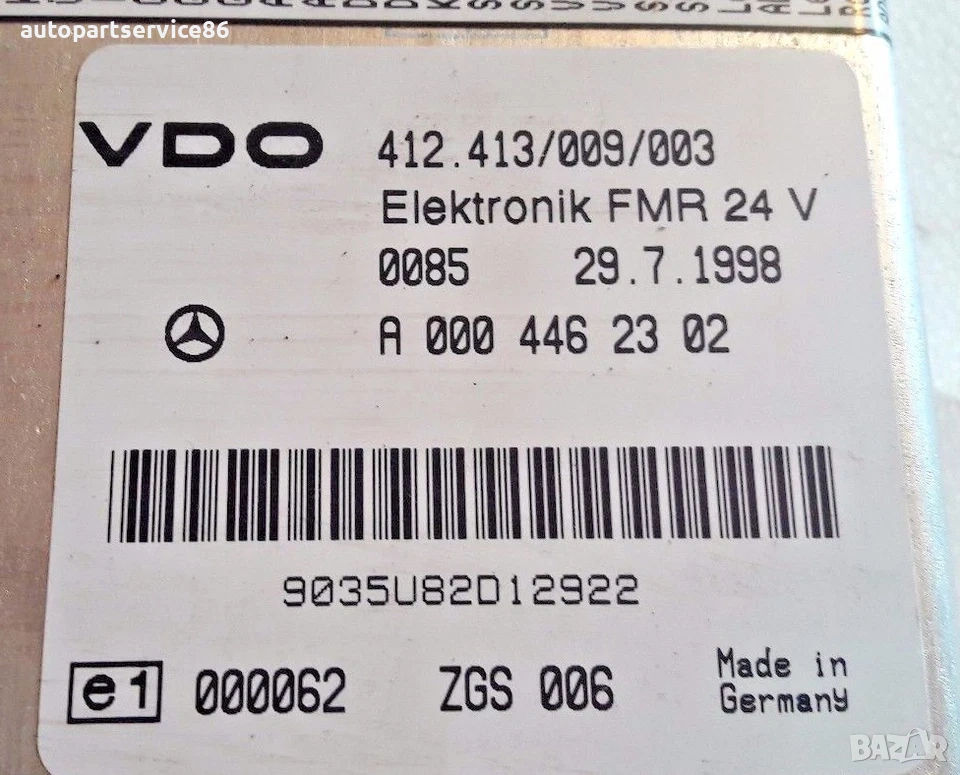 autopartservice86
VDO 412.413/009/003
Elektronik FMR 24 V
0085 29.7.1998
A 000 446 23 02
9035U82D12922
e1 000062 ZGS 006 Made in
Germany
BAZAR